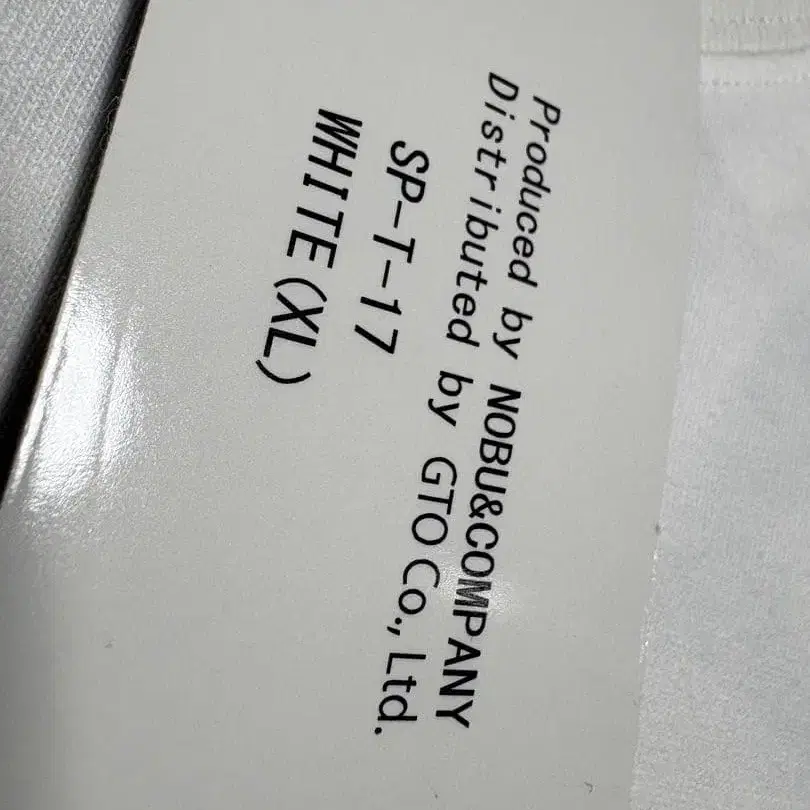 Produced by NOBU&COMPANY
Distributed by GTO Co., Ltd.
SP-T-17
WHITE(XL)